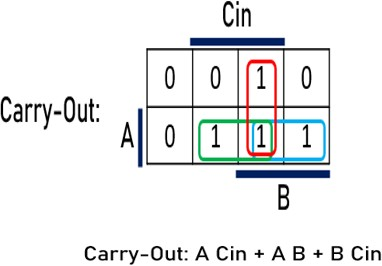 Cin
0 0 1 0
Carry-Out:
A
0 1 1 1
B
Carry-Out: A Cin + A B + B Cin